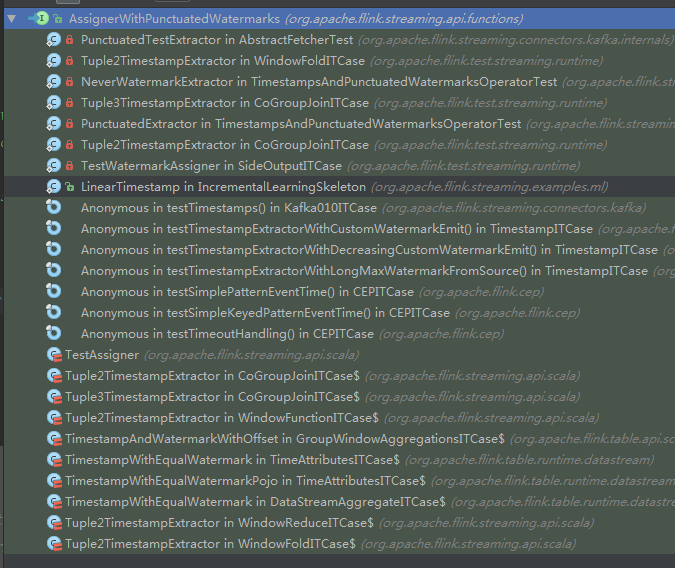 AssignerWithPunctuatedWatermarks (org.apache.flink.streaming.api.functions)
PunctuatedTestExtractor in AbstractFetcherTest (org.apache.flink.streaming.connectors.kafka.internals)
Tuple2TimestampExtractor in WindowFoldITCase (org.apache.flink.test.streaming.runtime)
NeverWatermarkExtractor in TimestampsAndPunctuatedWatermarksOperatorTest (org.apache.flink.streaming
Tuple3TimestampExtractor in CoGroupJoinITCase (org.apache.flink.test.streaming.runtime)
PunctuatedExtractor in TimestampsAndPunctuatedWatermarksOperatorTest (org.apache.flink.streaming
Tuple2TimestampExtractor in CoGroupJoinITCase (org.apache.flink.test.streaming.runtime)
TestWatermarkAssigner in SideOutputITCase (org.apache.flink.test.streaming.runtime)
LinearTimestamp in IncrementalLearningSkeleton (org.apache.flink.streaming.examples.ml)
Anonymous in testTimestamps() in Kafka010ITCase (org.apache.flink.streaming.connectors.kafka)
Anonymous in testTimestampExtractorWithCustomWatermarkEmit() in TimestampITCase (org.apache.f
Anonymous in testTimestampExtractorWithDecreasingCustomWatermarkEmit() in TimestampITCase (o
Anonymous in testTimestampExtractorWithLongMaxWatermarkFromSource() in TimestampITCase (org
Anonymous in testSimplePatternEventTime() in CEPITCase (org.apache.flink.cep)
Anonymous in testSimpleKeyedPatternEventTime() in CEPITCase (org.apache.flink.cep)
Anonymous in testTimeoutHandling() in CEPITCase (org.apache.flink.cep)
TestAssigner (org.apache.flink.streaming.api.scala)
Tuple2TimestampExtractor in CoGroupJoinITCase$ (org.apache.flink.streaming.api.scala)
Tuple3TimestampExtractor in CoGroupJoinITCase$ (org.apache.flink.streaming.api.scala)
Tuple2TimestampExtractor in WindowFunctionITCase$ (org.apache.flink.streaming.api.scala)
TimestampAndWatermarkWithOffset in GroupWindowAggregationsITCase$ (org.apache.flink.table.api.sc
TimestampWithEqualWatermark in TimeAttributesITCase$ (org.apache.flink.table.runtime.datastream)
TimestampWithEqualWatermarkPojo in TimeAttributesITCase$ (org.apache.flink.table.runtime.datastrea
TimestampWithEqualWatermark in DataStreamAggregateITCase$ (org.apache.flink.table.runtime.datastre
Tuple2TimestampExtractor in WindowReduceITCase$ (org.apache.flink.streaming.api.scala)
Tuple2TimestampExtractor in WindowFoldITCase$ (org.apache.flink.streaming.api.scala)